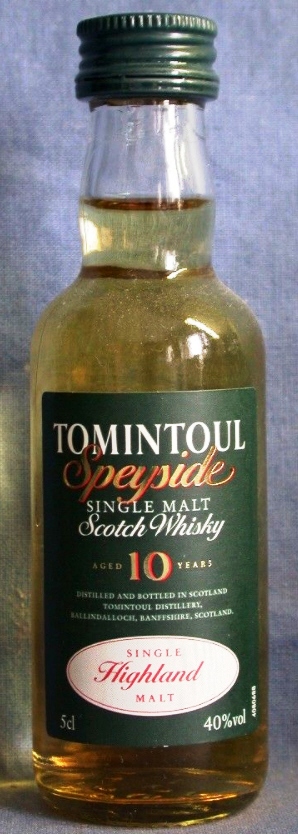 TOMINTOUL
Speyside
SINGLE MALT
Scotch Whisky
AGED 10 YEARS
DISTILLED AND BOTTLED IN SCOTLAND
TOMINTOUL DISTILLERY,
BALLINDALLOCH, BANFFSHIRE, SCOTLAND.
SINGLE
Highland
MALT
5cl 40%vol